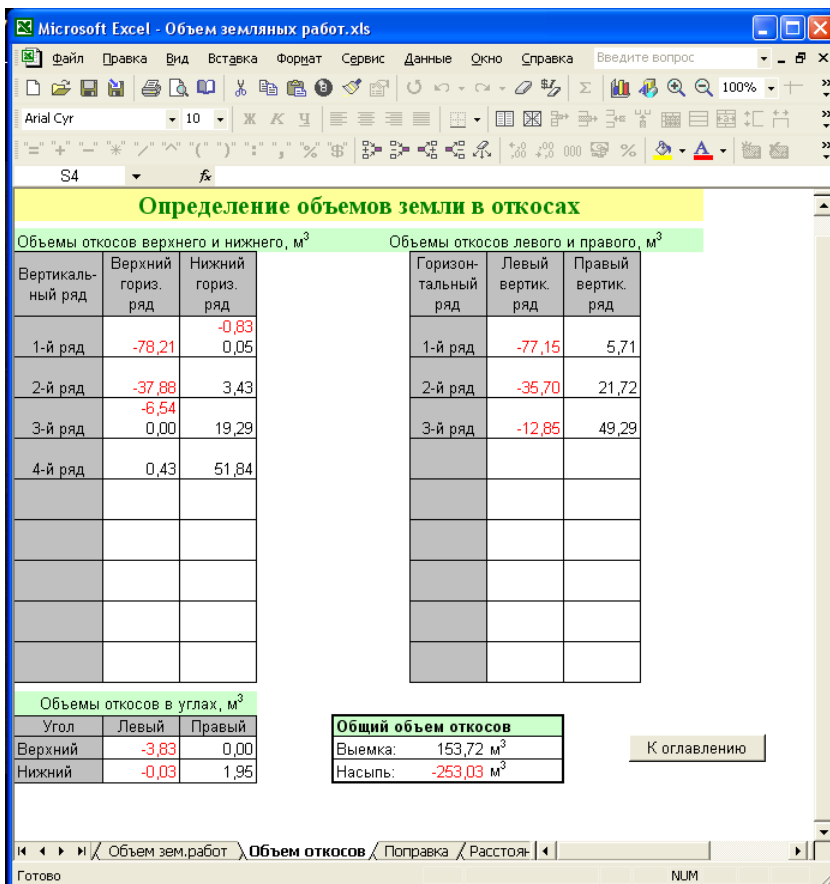 Microsoft Excel - Объем земляных работ.xls
Файл Правка Вид Вставка Формат Сервис Данные Окно Справка Введите вопрос
100%
Arial Cyr 10 Ж К Ч
"=" "+" "—" "*" "/" "^" "(" ")" ":" ";" "%" "$" 000 %
S4 fx
Определение объемов земли в откосах
Объемы откосов верхнего и нижнего, м³ Объемы откосов левого и правого, м³
Вертикаль-ный ряд Верхний гориз. ряд Нижний гориз. ряд Горизон-тальный ряд Левый вертик. ряд Правый вертик. ряд
-0,83
1-й ряд -78,21 0,05 1-й ряд -77,15 5,71
2-й ряд -37,88 3,43 2-й ряд -35,70 21,72
-6,54
3-й ряд 0,00 19,29 3-й ряд -12,85 49,29
4-й ряд 0,43 51,84
Объемы откосов в углах, м³
Угол Левый Правый Общий объем откосов
Верхний -3,83 0,00 Выемка: 153,72 м³ К оглавлению
Нижний -0,03 1,95 Насыпь: -253,03 м³
Объем зем.работ Объем откосов Поправка Расстоян
Готово NUM